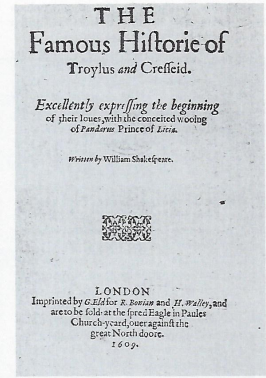 THE
Famous Hiſtorie of
Troylus and Creſſeid.
Excellently expreſſing the beginning
of their loues, with the conceited wooing
of Pandarus Prince of Licia.
Written by William Shakeſpeare.
LONDON
Imprinted by G.Eld for R. Bonian and H. Walley, and
are to be ſold at the ſpred Eagle in Paules
Church-yeard, ouer againſt the
great North doore.
1609.